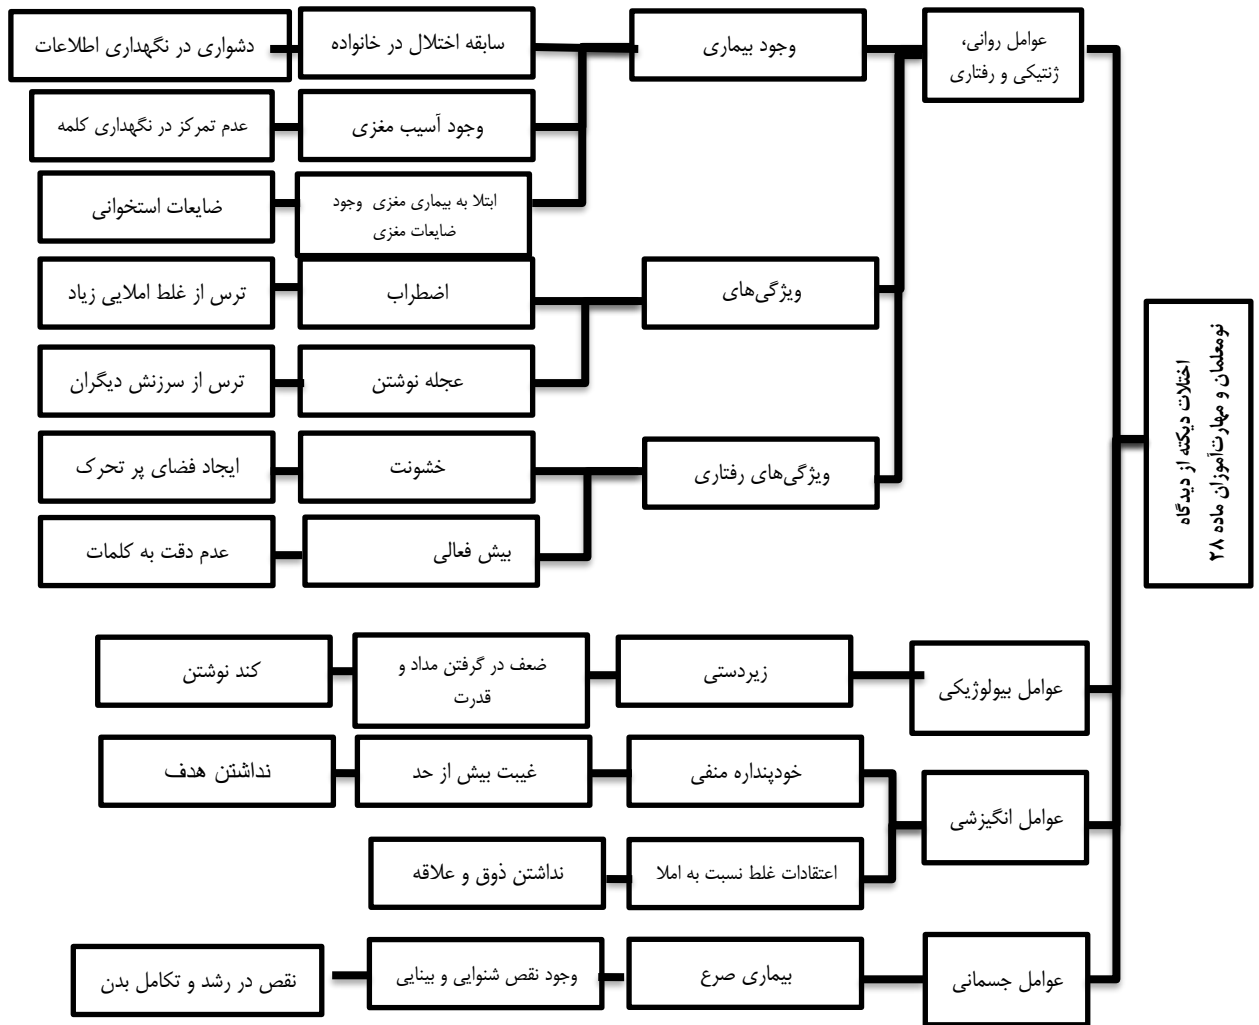 اختلات دیکته از دیدگاه
نومعلمان و مهارت‌آموزان ماده ۲۸
عوامل روانی،
ژنتیکی و رفتاری
وجود بیماری
سابقه اختلال در خانواده
دشواری در نگهداری اطلاعات
وجود آسیب مغزی
عدم تمرکز در نگهداری کلمه
ابتلا به بیماری مغزی وجود
ضایعات مغزی
ضایعات استخوانی
ویژگی‌های
اضطراب
ترس از غلط املایی زیاد
عجله نوشتن
ترس از سرزنش دیگران
ویژگی‌های رفتاری
خشونت
ایجاد فضای پر تحرک
بیش فعالی
عدم دقت به کلمات
عوامل بیولوژیکی
زیردستی
ضعف در گرفتن مداد و
قدرت
کند نوشتن
عوامل انگیزشی
خودپنداره منفی
غیبت بیش از حد
نداشتن هدف
اعتقادات غلط نسبت به املا
نداشتن ذوق و علاقه
عوامل جسمانی
بیماری صرع
وجود نقص شنوایی و بینایی
نقص در رشد و تکامل بدن